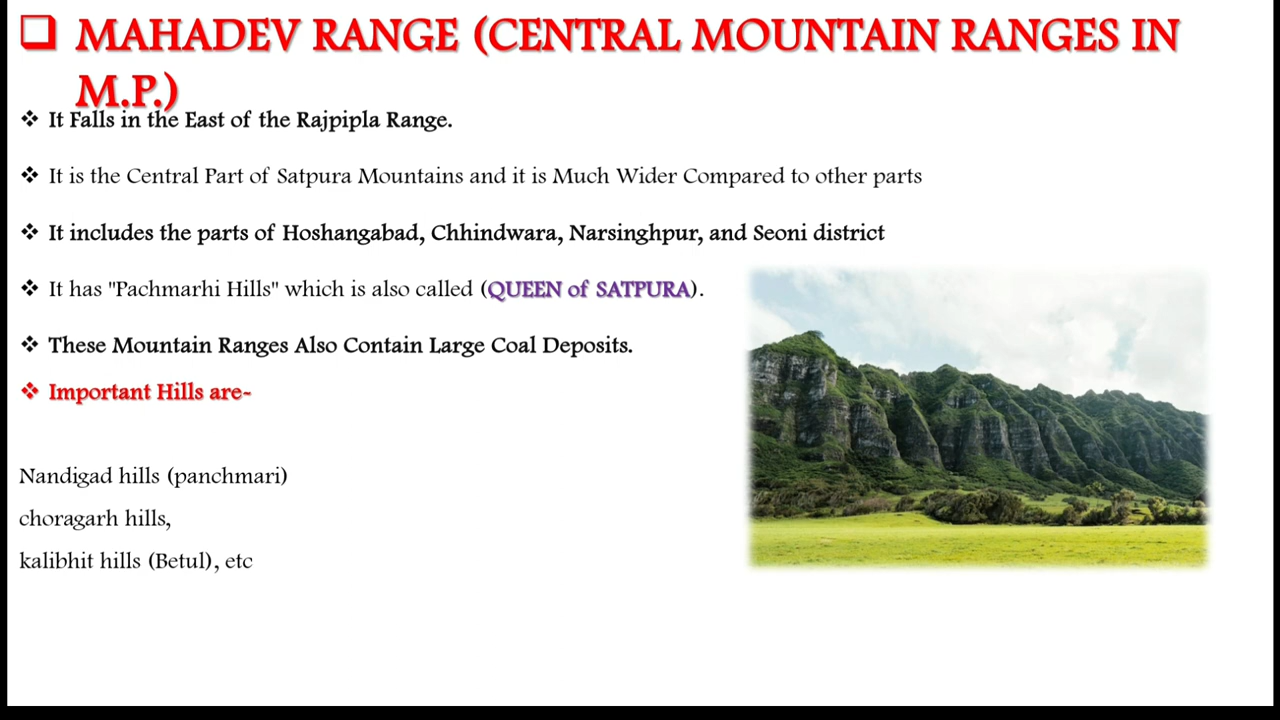 MAHADEV RANGE (CENTRAL MOUNTAIN RANGES IN
M.P.)
It Falls in the East of the Rajpipla Range.
It is the Central Part of Satpura Mountains and it is Much Wider Compared to other parts
It includes the parts of Hoshangabad, Chhindwara, Narsinghpur, and Seoni district
It has "Pachmarhi Hills" which is also called (QUEEN of SATPURA).
These Mountain Ranges Also Contain Large Coal Deposits.
Important Hills are-
Nandigad hills (panchmari)
choragarh hills,
kalibhit hills (Betul), etc